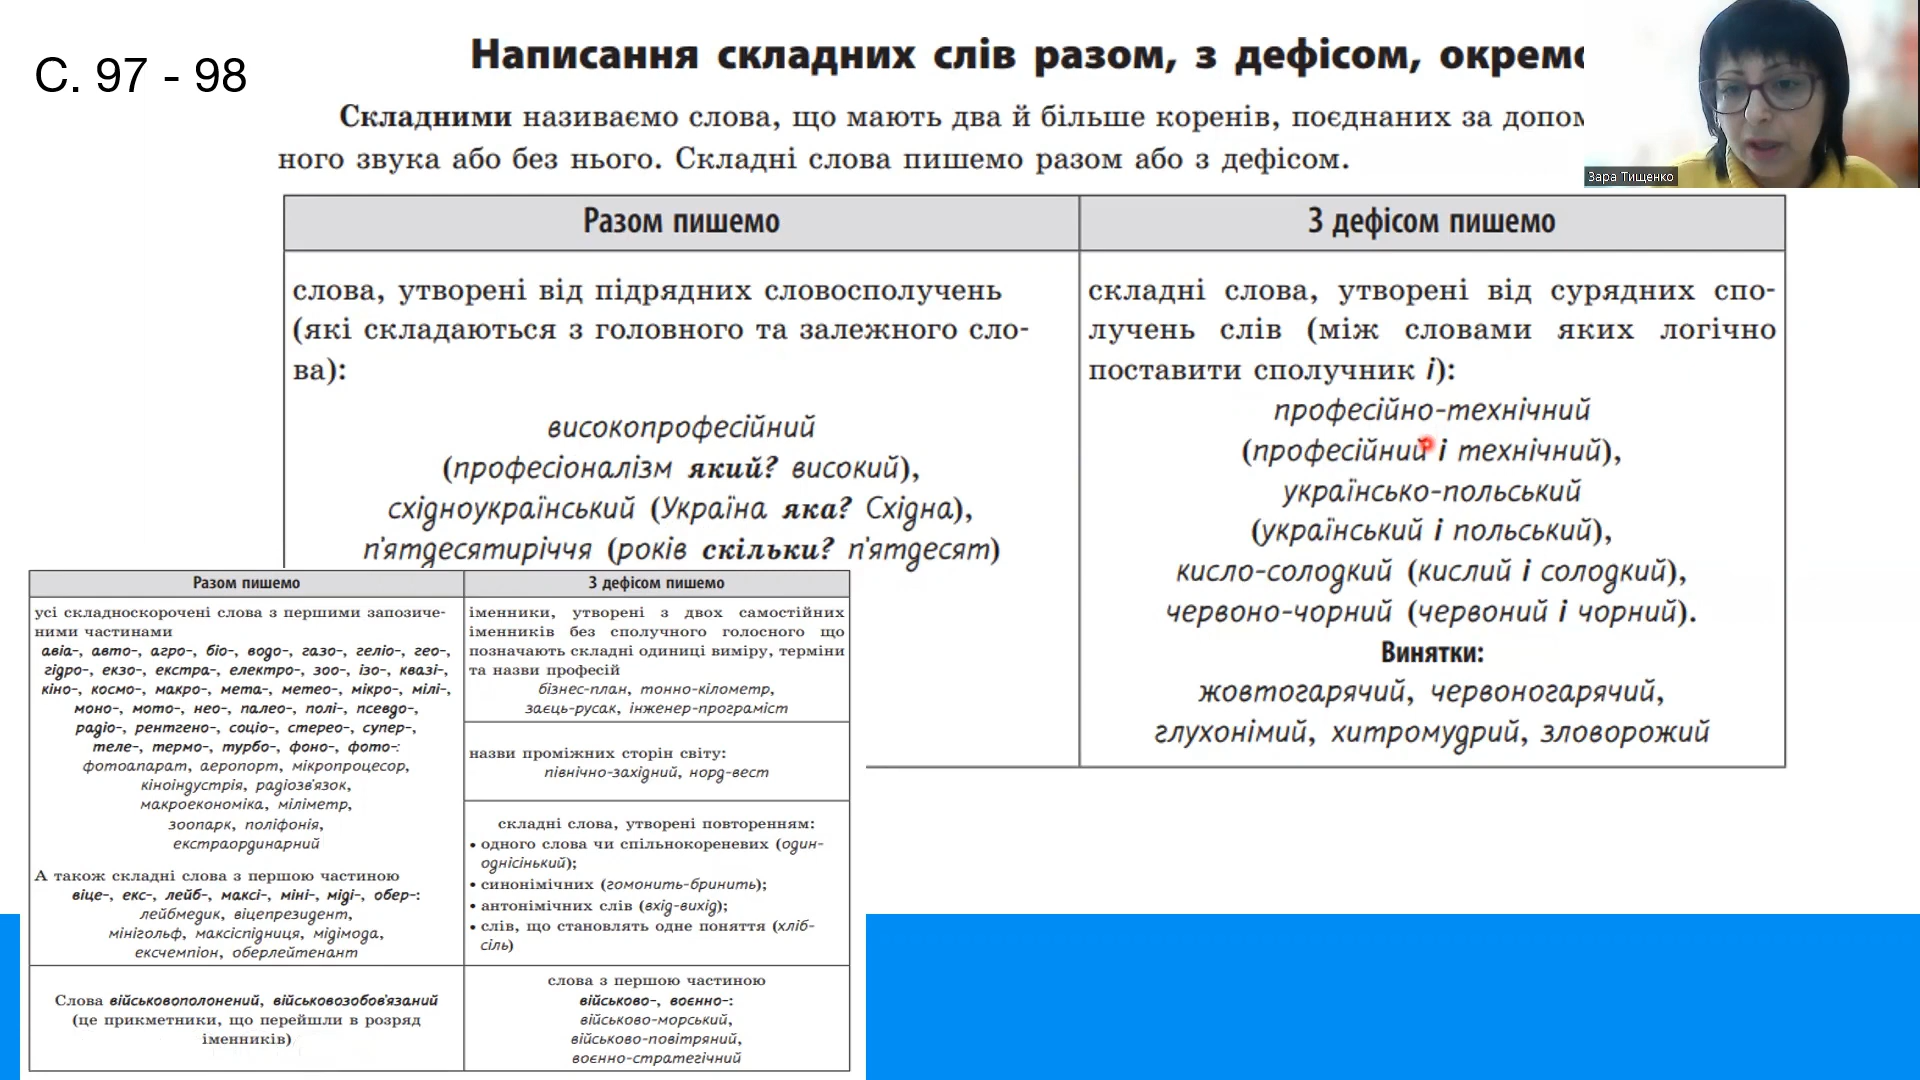 С. 97 - 98
Написання складних слів разом, з дефісом, окремо
Складними називаємо слова, що мають два й більше коренів, поєднаних за допом
ного звука або без нього. Складні слова пишемо разом або з дефісом.
Зара Тищенко
Разом пишемо
слова, утворені від підрядних словосполучень
(які складаються з головного та залежного сло-
ва):
високопрофесійний
(професіоналізм який? високий),
східноукраїнський (Україна яка? Східна),
п'ятдесятиріччя (років скільки? п'ятдесят)
З дефісом пишемо
складні слова, утворені від сурядних спо-
лучень слів (між словами яких логічно
поставити сполучник і):
професійно-технічний
(професійний і технічний),
українсько-польський
(український і польський),
кисло-солодкий (кислий і солодкий),
червоно-чорний (червоний і чорний).
Винятки:
жовтогарячий, червоногарячий,
глухонімий, хитромудрий, зловорожий
Разом пишемо
усі складноскорочені слова з першими запозиче-
ними частинами
авіа-, авто-, агро-, біо-, водо-, газо-, геліо-, гео-,
гідро-, екзо-, екстра-, електро-, зоо-, ізо-, квазі-,
кіно-, космо-, макро-, мета-, метео-, мікро-, мілі-,
моно-, мото-, нео-, палео-, полі-, псевдо-,
радіо-, рентгено-, соціо-, стерео-, супер-,
теле-, термо-, турбо-, фоно-, фото-:
фотоапарат, аеропорт, мікропроцесор,
кіноіндустрія, радіозв'язок,
макроекономіка, міліметр,
зоопарк, поліфонія,
екстраординарний
А також складні слова з першою частиною
віце-, екс-, лейб-, максі-, міні-, міді-, обер-:
лейбмедик, віцепрезидент,
мінігольф, максіспідниця, мідімода,
ексчемпіон, оберлейтенант
Слова військовополонений, військовозобов'язаний
(це прикметники, що перейшли в розряд
іменників)
З дефісом пишемо
іменники, утворені з двох самостійних
іменників без сполучного голосного що
позначають складні одиниці виміру, терміни
та назви професій
бізнес-план, тонно-кілометр,
заєць-русак, інженер-програміст
назви проміжних сторін світу:
північно-західний, норд-вест
складні слова, утворені повторенням:
• одного слова чи спільнокореневих (один-
однісінький);
• синонімічних (гомонить-бринить);
• антонімічних слів (вхід-вихід);
• слів, що становлять одне поняття (хліб-
сіль)
слова з першою частиною
військово-, воєнно-:
військово-морський,
військово-повітряний,
воєнно-стратегічний